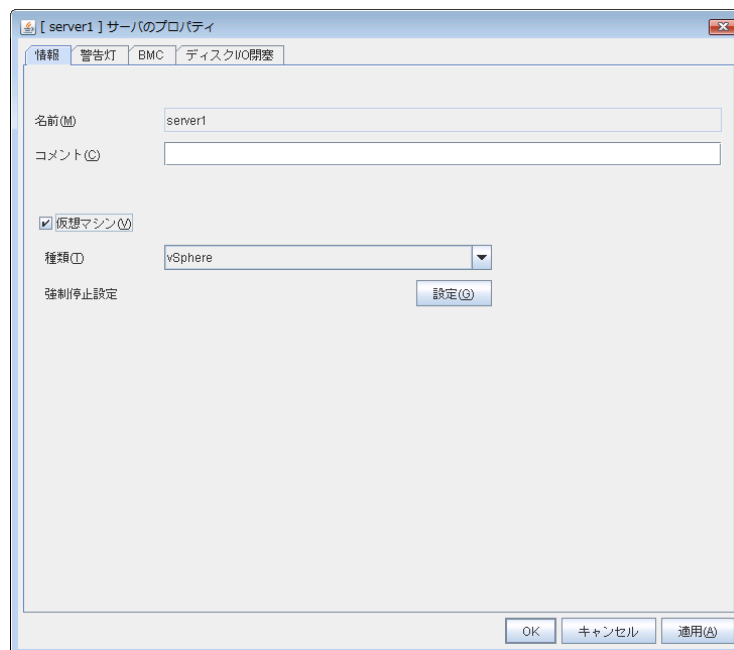 [ server1 ] サーバのプロパティ
情報 警告灯 BMC ディスクI/O閉塞
名前(M) server1
コメント(C)
仮想マシン(V)
種類(T) vSphere
強制停止設定 設定(G)
OK キャンセル 適用(A)